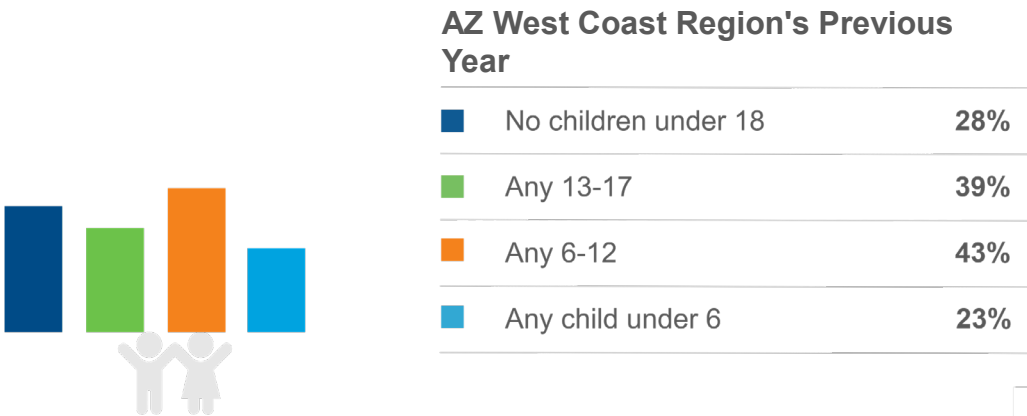 AZ West Coast Region's Previous
Year
No children under 18 28%
Any 13-17 39%
Any 6-12 43%
Any child under 6 23%